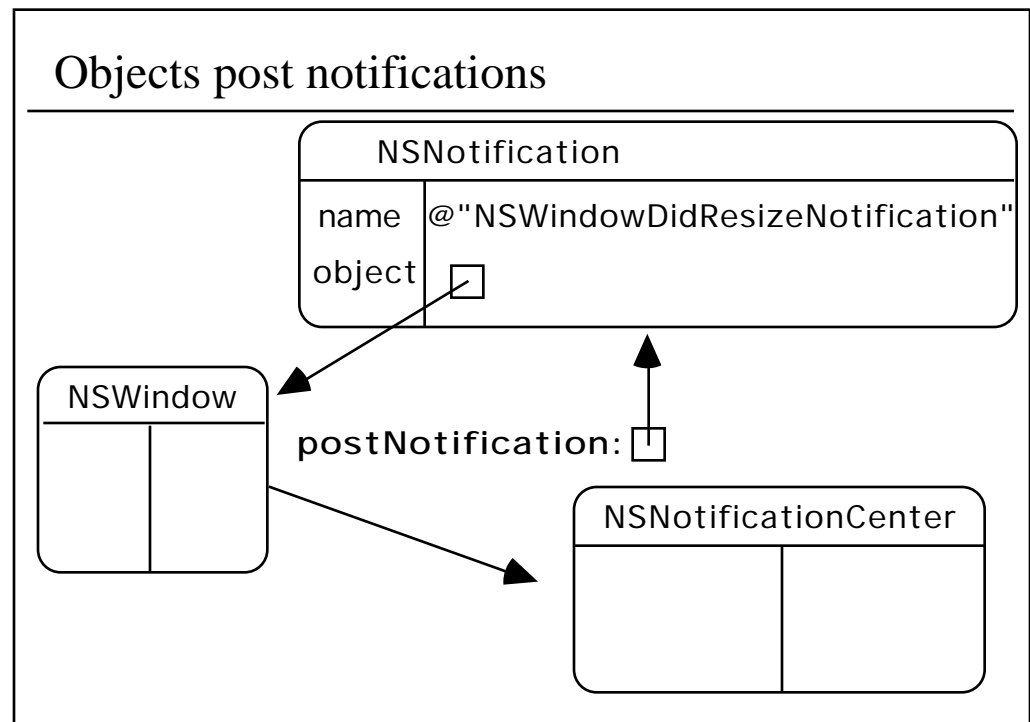 Objects post notifications
NSNotification
name @"NSWindowDidResizeNotification"
object
NSWindow
postNotification:
NSNotificationCenter